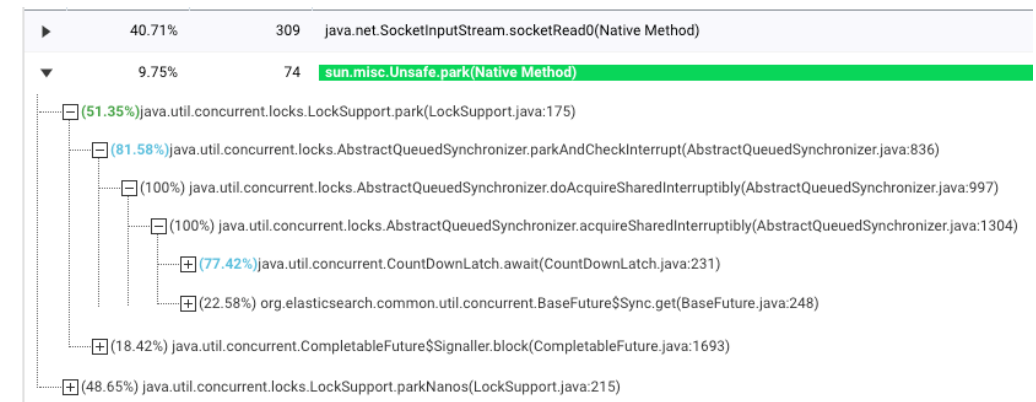 40.71% 309 java.net.SocketInputStream.socketRead0(Native Method)
9.75% 74 sun.misc.Unsafe.park(Native Method)
(51.35%)java.util.concurrent.locks.LockSupport.park(LockSupport.java:175)
(81.58%)java.util.concurrent.locks.AbstractQueuedSynchronizer.parkAndCheckInterrupt(AbstractQueuedSynchronizer.java:836)
(100%) java.util.concurrent.locks.AbstractQueuedSynchronizer.doAcquireSharedInterruptibly(AbstractQueuedSynchronizer.java:997)
(100%) java.util.concurrent.locks.AbstractQueuedSynchronizer.acquireSharedInterruptibly(AbstractQueuedSynchronizer.java:1304)
(77.42%)java.util.concurrent.CountDownLatch.await(CountDownLatch.java:231)
(22.58%) org.elasticsearch.common.util.concurrent.BaseFuture$Sync.get(BaseFuture.java:248)
(18.42%) java.util.concurrent.CompletableFuture$Signaller.block(CompletableFuture.java:1693)
(48.65%) java.util.concurrent.locks.LockSupport.parkNanos(LockSupport.java:215)